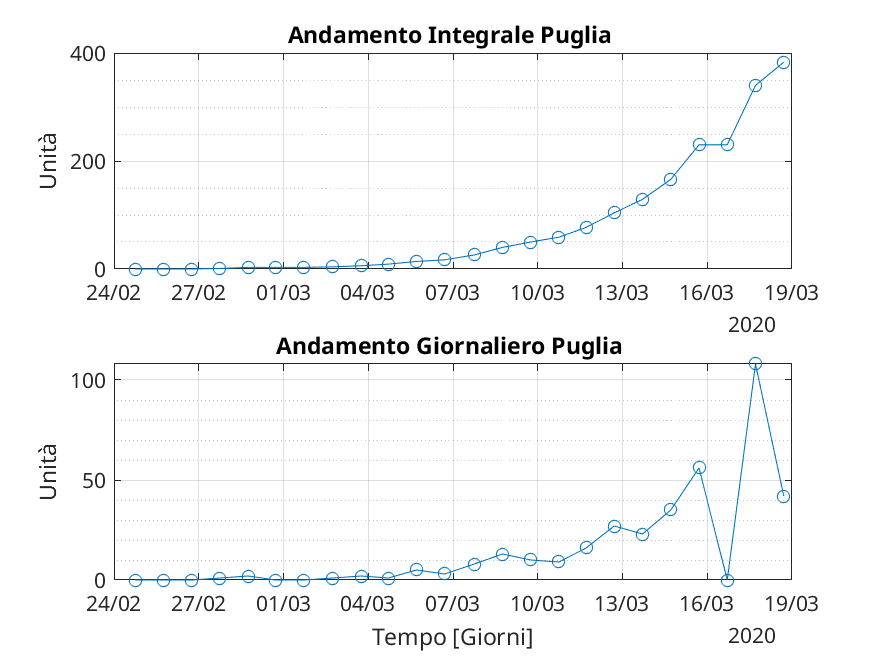 Andamento Integrale Puglia
400
200
0
Unità
24/02 27/02 01/03 04/03 07/03 10/03 13/03 16/03 19/03
2020
Andamento Giornaliero Puglia
100
50
0
Unità
24/02 27/02 01/03 04/03 07/03 10/03 13/03 16/03 19/03
Tempo [Giorni] 2020